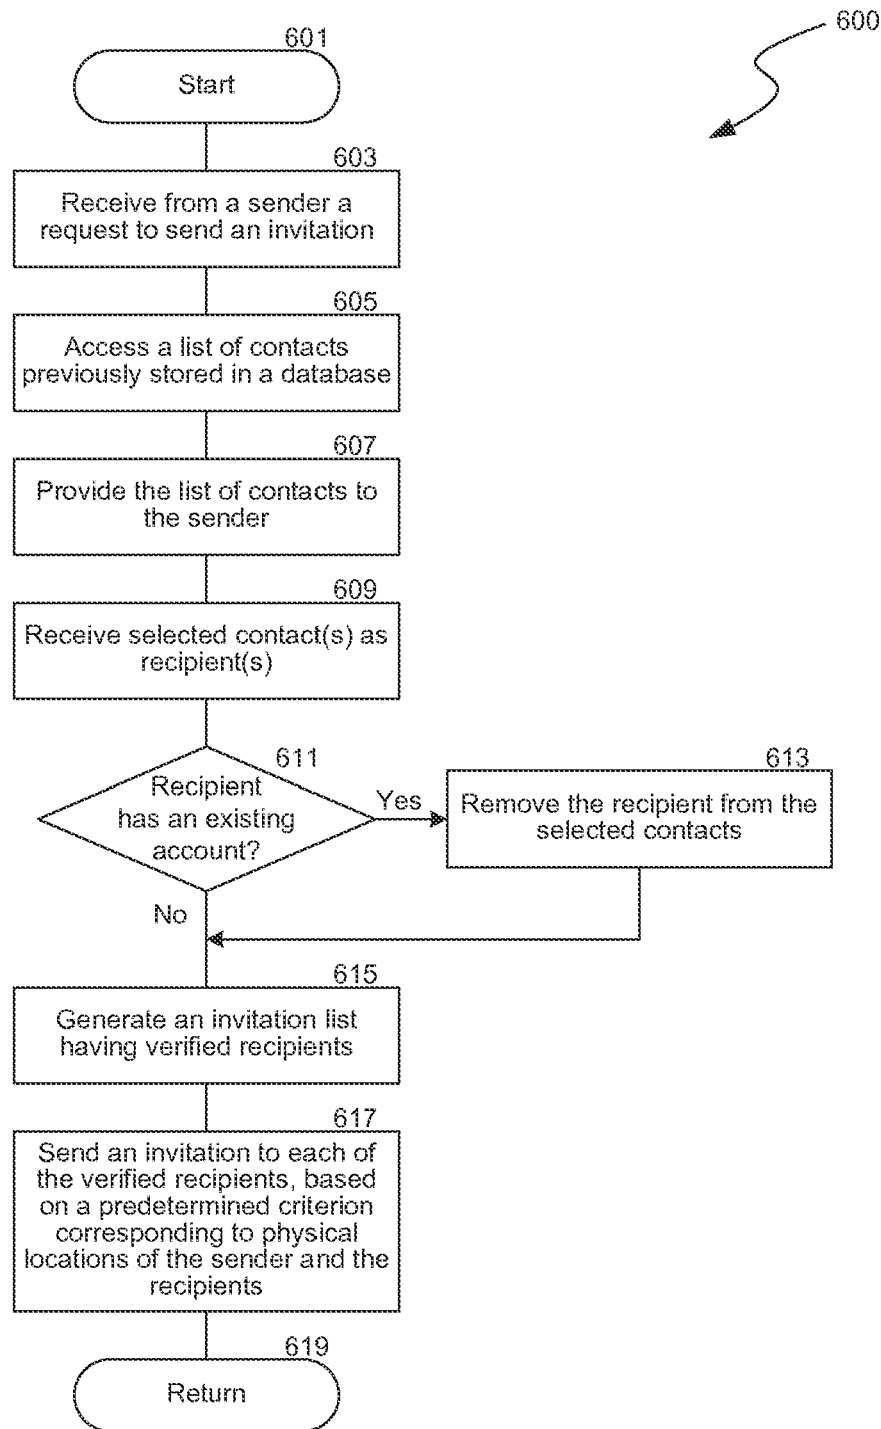 600
601
Start
603
Receive from a sender a
request to send an invitation
605
Access a list of contacts
previously stored in a database
607
Provide the list of contacts to
the sender
609
Receive selected contact(s) as
recipient(s)
611
Recipient
has an existing
account?
Yes
613
Remove the recipient from the
selected contacts
No
615
Generate an invitation list
having verified recipients
617
Send an invitation to each of
the verified recipients, based
on a predetermined criterion
corresponding to physical
locations of the sender and the
recipients
619
Return